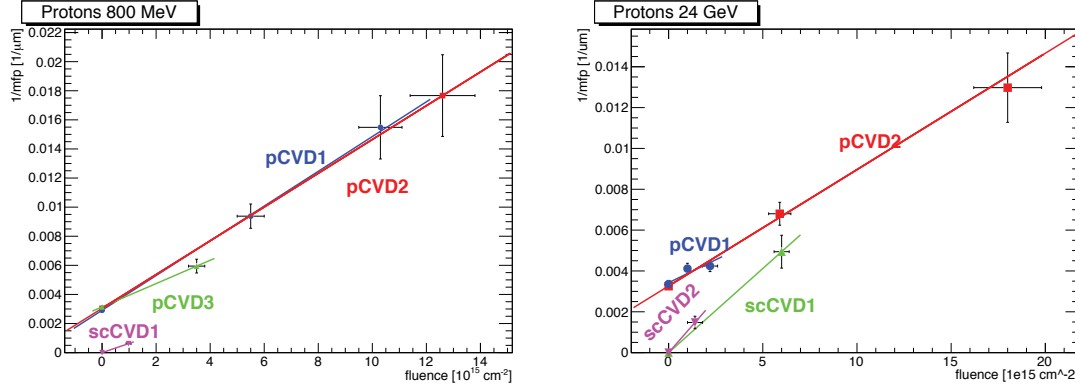 Protons 800 MeV
1/mfp [1/μm]
0.022
0.02
0.018
0.016
0.014
0.012
0.01
0.008
0.006
0.004
0.002
0
pCVD1
pCVD2
pCVD3
scCVD1
0 2 4 6 8 10 12 14
fluence [10¹⁵ cm⁻²]
Protons 24 GeV
1/mfp [1/um]
0.014
0.012
0.01
0.008
0.006
0.004
0.002
0
pCVD2
pCVD1
scCVD2
scCVD1
0 5 10 15 20
fluence [1e15 cm^-2]